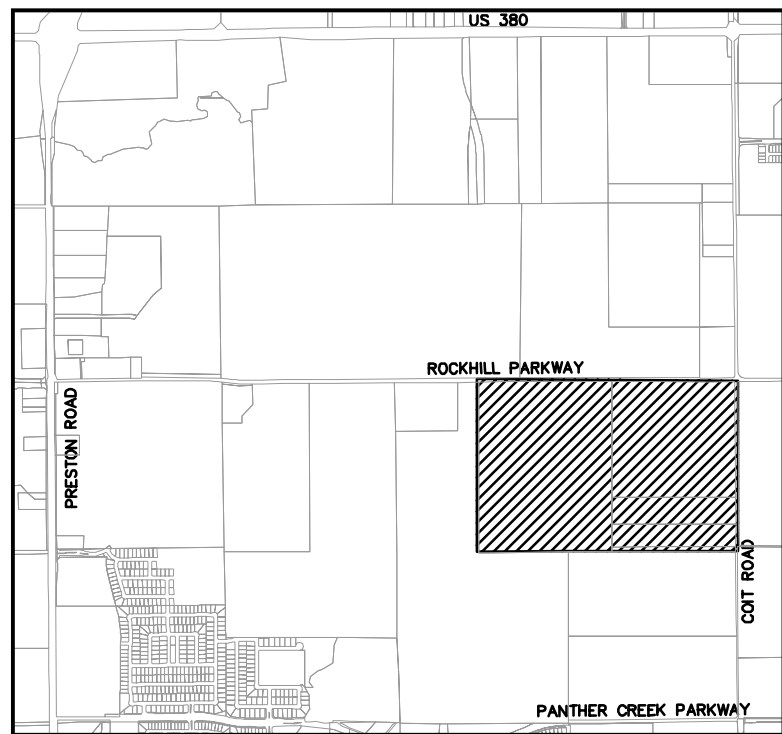 US 380
ROCKHILL PARKWAY
PRESTON ROAD
COIT ROAD
PANTHER CREEK PARKWAY